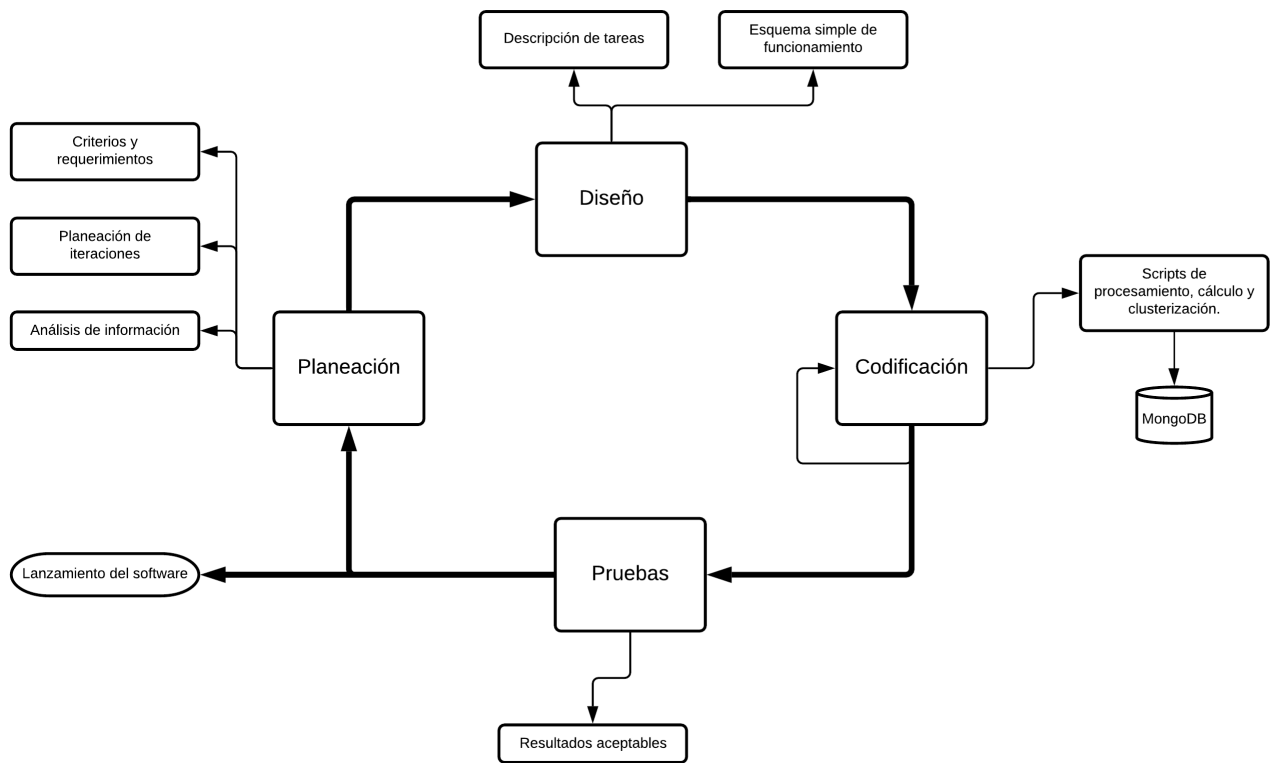 Descripción de tareas
Esquema simple de
funcionamiento
Criterios y
requerimientos
Diseño
Planeación de
iteraciones
Scripts de
procesamiento, cálculo y
clusterización.
Análisis de información
Planeación
Codificación
MongoDB
Lanzamiento del software
Pruebas
Resultados aceptables